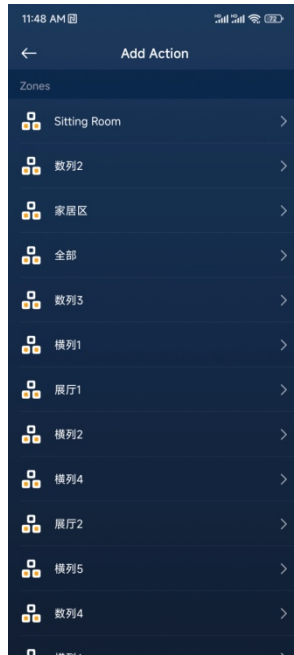 11:48 AM
72
Add Action
Zones
Sitting Room
数列2
家居区
全部
数列3
横列1
展厅1
横列2
横列4
展厅2
横列5
数列4